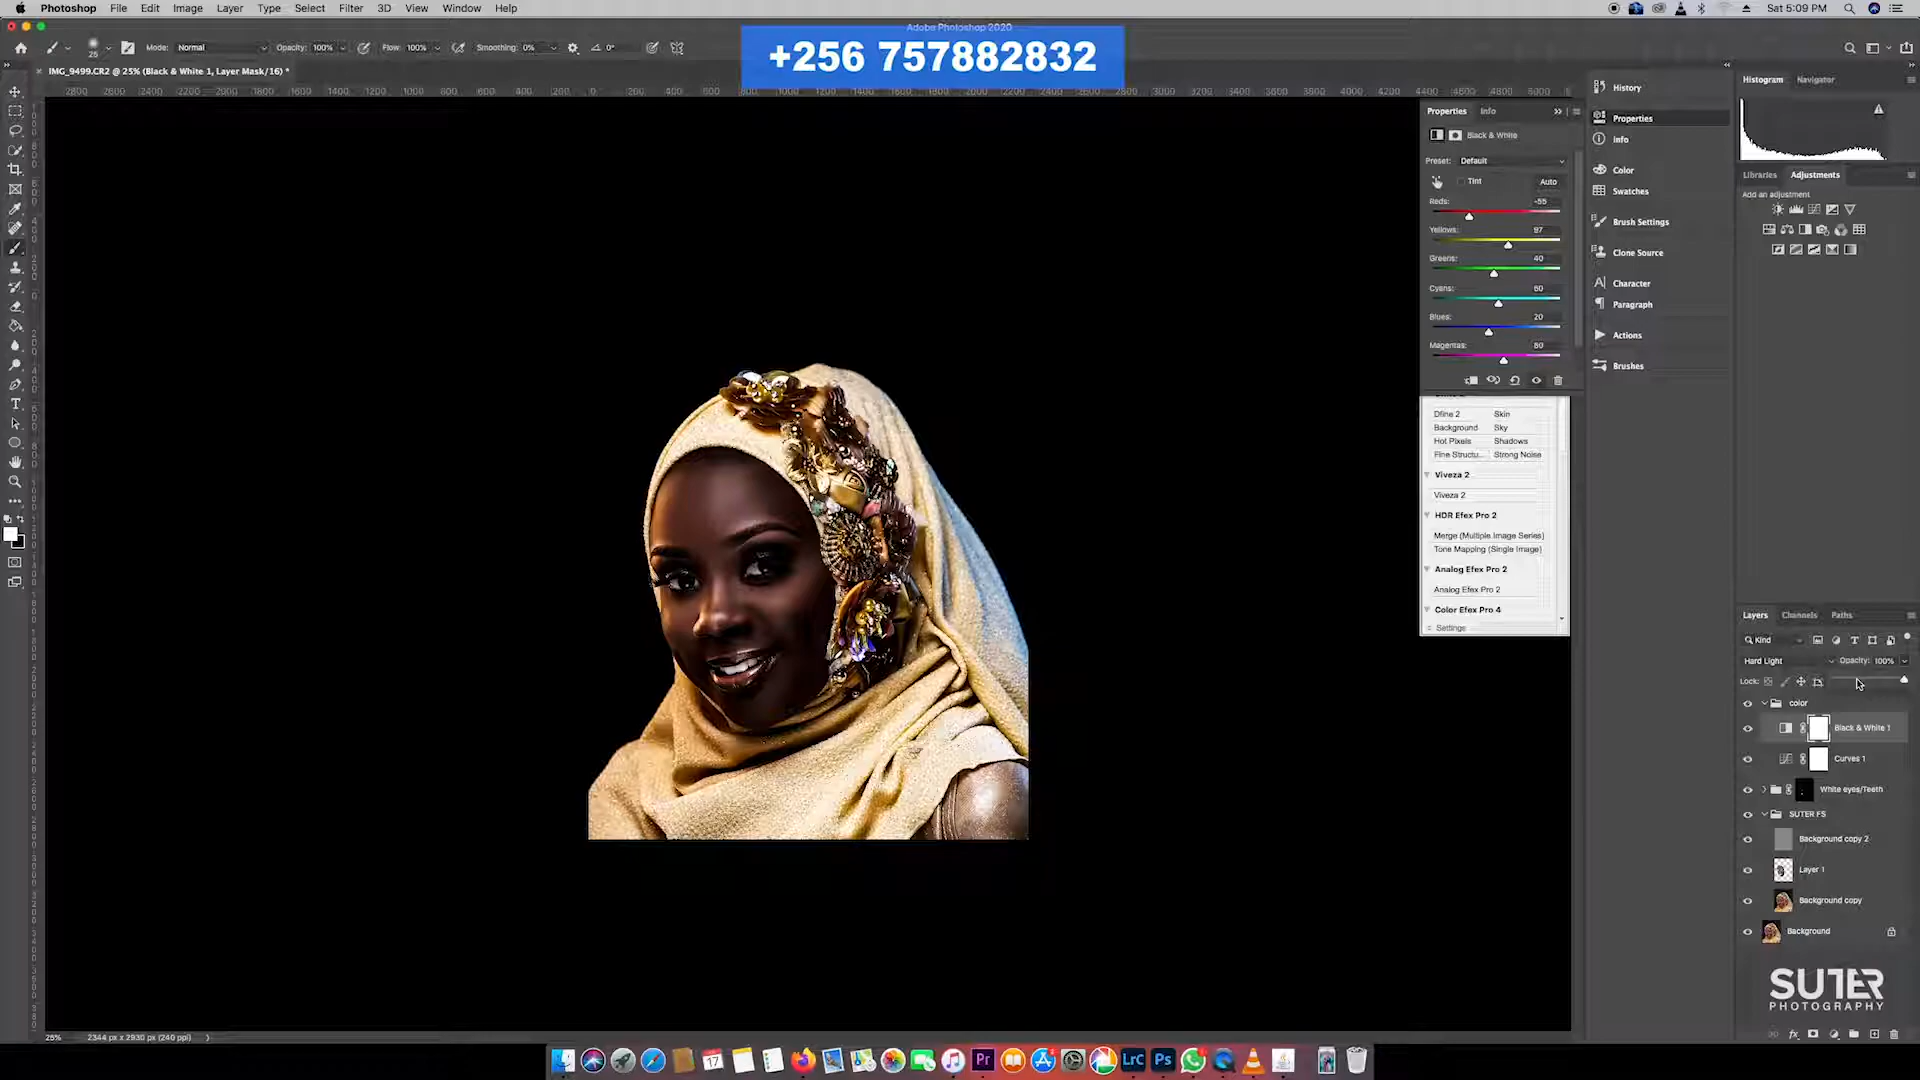 Photoshop File Edit Image Layer Type Select Filter 3D View Window Help
Sat 5:09 PM
Adobe Photoshop 2020
+256 757882832
Mode: Normal Opacity: 100% Flow: 100% Smoothing: 0% 0°
IMG_9499.CR2 @ 25% (Black & White 1, Layer Mask/16) *
Properties Info
Black & White
Preset: Default
Tint Auto
Reds: -55
Yellows: 97
Greens: 40
Cyans: 60
Blues: 20
Magentas: 80
Dfine 2 Skin
Background Sky
Hot Pixels Shadows
Fine Structu... Strong Noise
Viveza 2
Viveza 2
HDR Efex Pro 2
Merge (Multiple Image Series)
Tone Mapping (Single Image)
Analog Efex Pro 2
Analog Efex Pro 2
Color Efex Pro 4
Settings
History
Properties
Info
Color
Swatches
Brush Settings
Clone Source
Character
Paragraph
Actions
Brushes
Histogram Navigator
Libraries Adjustments
Add an adjustment
Layers Channels Paths
Kind
Hard Light Opacity: 100%
Lock:
color
Black & White 1
Curves 1
White eyes/Teeth
SUTER FS
Background copy 2
Layer 1
Background copy
Background
SUTER
PHOTOGRAPHY
25% 2344 px x 2930 px (240 ppi)
17
Pr
LrC
Ps